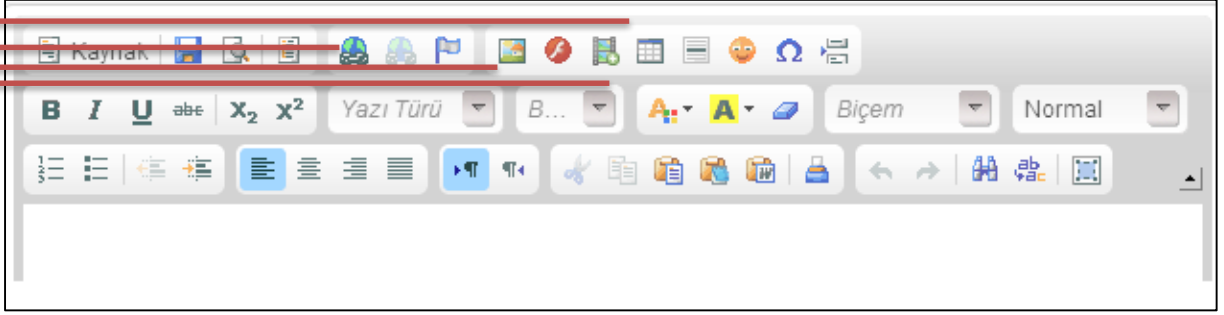 Kaynak
B I U abc X₂ X² Yazı Türü B... A A Biçem Normal